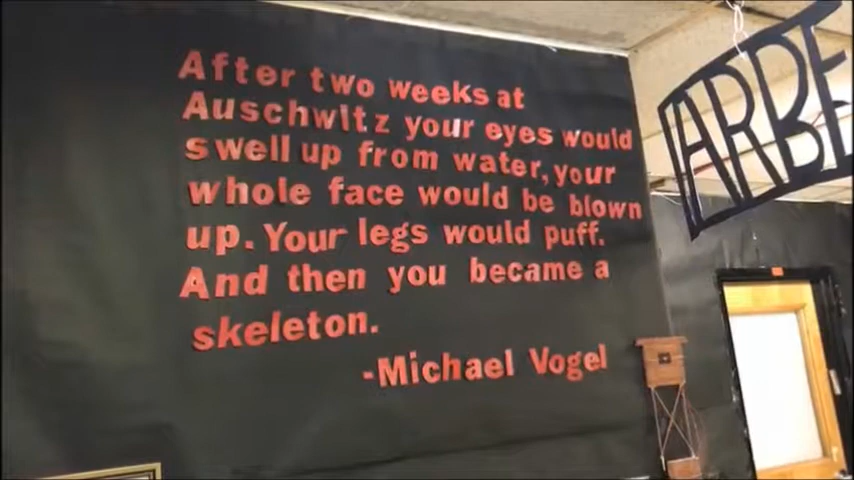 After two weeks at
Auschwit.z your eyes would
swell up from water, your
whole face would be blown
up. Your legs would puff.
And then you became a
skeleton.
-Michael Vogel
ARBE